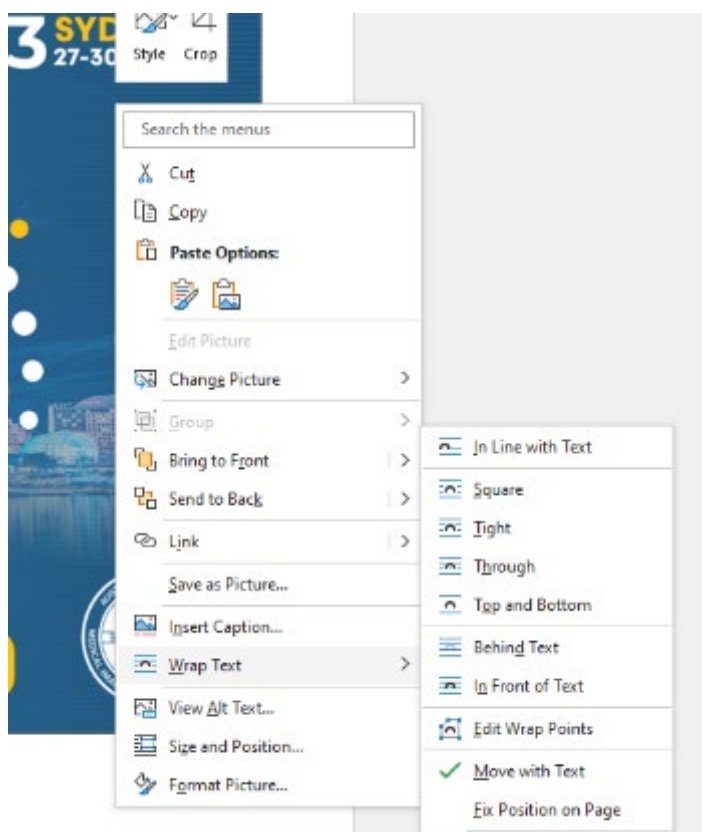 3 SYD
27-30
Style Crop
Search the menus
Cut
Copy
Paste Options:
Edit Picture
Change Picture
Group
Bring to Front
Send to Back
Link
Save as Picture...
Insert Caption...
Wrap Text
View Alt Text...
Size and Position...
Format Picture...
In Line with Text
Square
Tight
Through
Top and Bottom
Behind Text
In Front of Text
Edit Wrap Points
Move with Text
Fix Position on Page